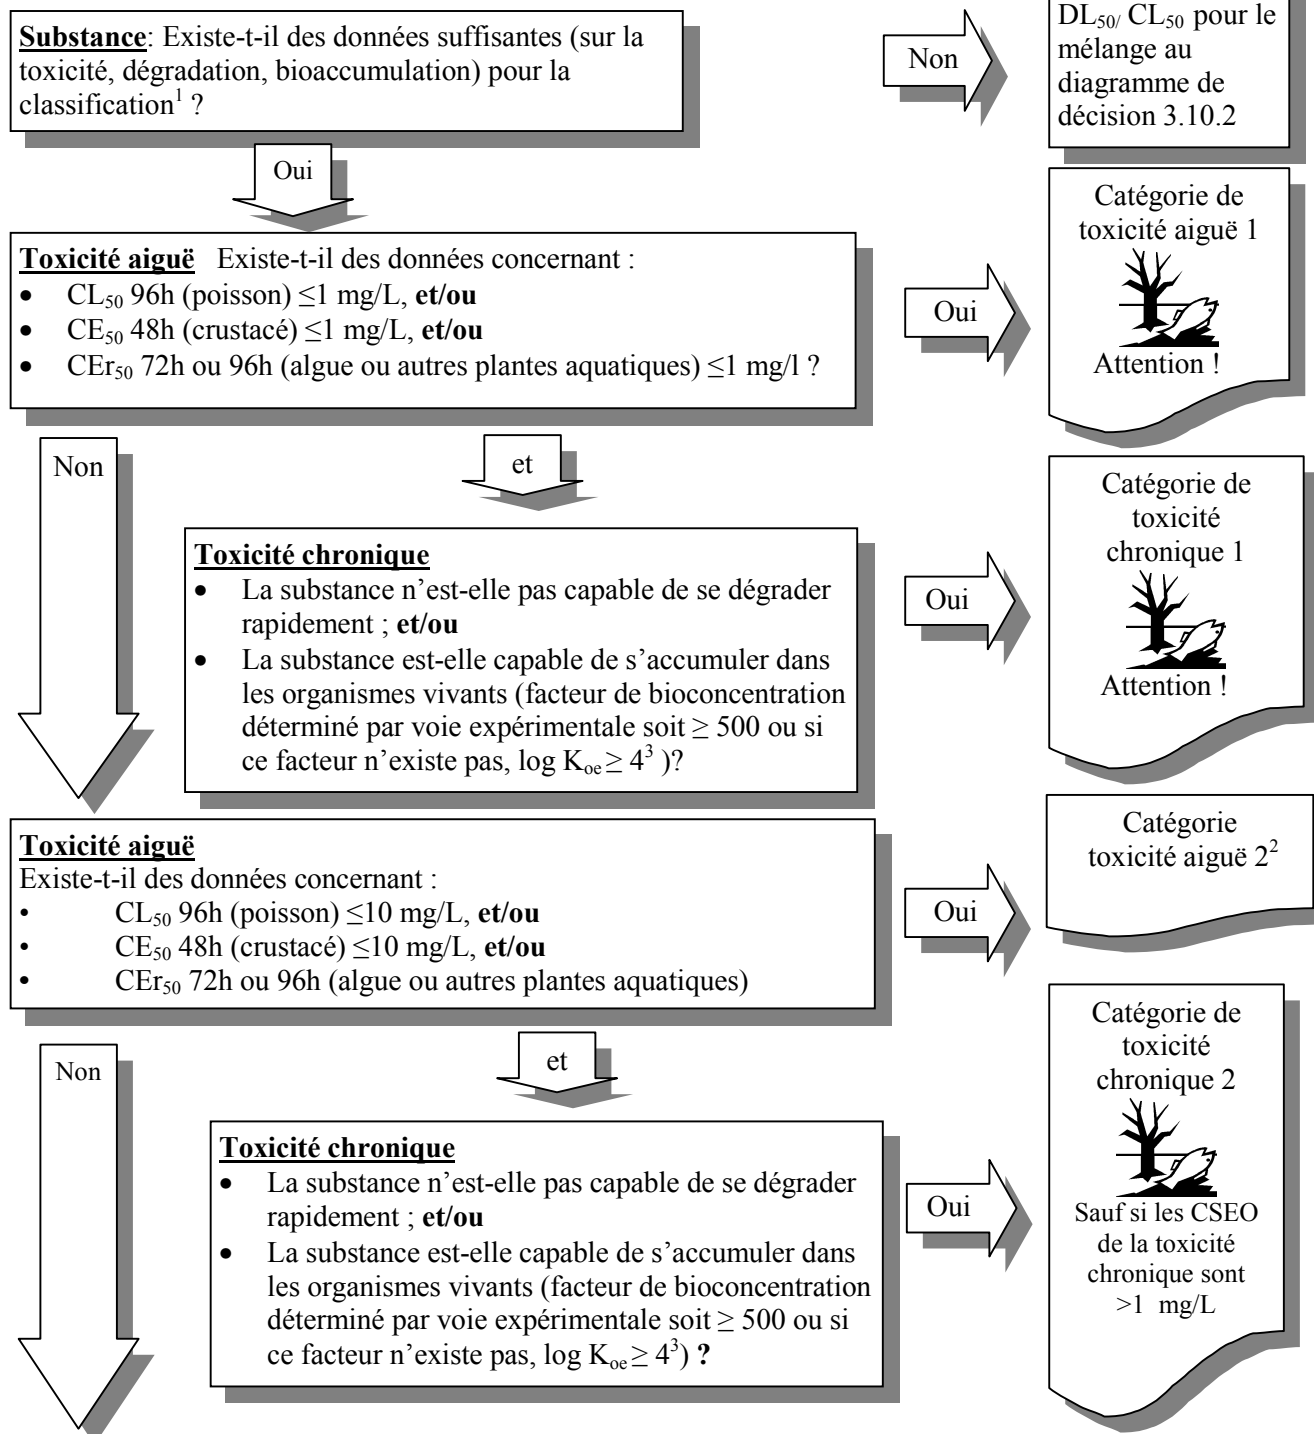 Substance: Existe-t-il des données suffisantes (sur la
toxicité, dégradation, bioaccumulation) pour la
classification¹ ?
Non
DL₅₀/ CL₅₀ pour le
mélange au
diagramme de
décision 3.10.2
Oui
Toxicité aiguë Existe-t-il des données concernant :
• CL₅₀ 96h (poisson) ≤1 mg/L, et/ou
• CE₅₀ 48h (crustacé) ≤1 mg/L, et/ou
• CEr₅₀ 72h ou 96h (algue ou autres plantes aquatiques) ≤1 mg/l ?
Oui
Catégorie de
toxicité aiguë 1
Attention !
Non
et
Toxicité chronique
• La substance n’est-elle pas capable de se dégrader
rapidement ; et/ou
• La substance est-elle capable de s’accumuler dans
les organismes vivants (facteur de bioconcentration
déterminé par voie expérimentale soit ≥ 500 ou si
ce facteur n’existe pas, log Kₒₑ ≥ 4³ )?
Oui
Catégorie de
toxicité
chronique 1
Attention !
Toxicité aiguë
Existe-t-il des données concernant :
• CL₅₀ 96h (poisson) ≤10 mg/L, et/ou
• CE₅₀ 48h (crustacé) ≤10 mg/L, et/ou
• CEr₅₀ 72h ou 96h (algue ou autres plantes aquatiques)
Oui
Catégorie
toxicité aiguë 2²
Non
et
Toxicité chronique
• La substance n’est-elle pas capable de se dégrader
rapidement ; et/ou
• La substance est-elle capable de s’accumuler dans
les organismes vivants (facteur de bioconcentration
déterminé par voie expérimentale soit ≥ 500 ou si
ce facteur n’existe pas, log Kₒₑ ≥ 4³) ?
Oui
Catégorie de
toxicité
chronique 2
Sauf si les CSEO
de la toxicité
chronique sont
>1 mg/L